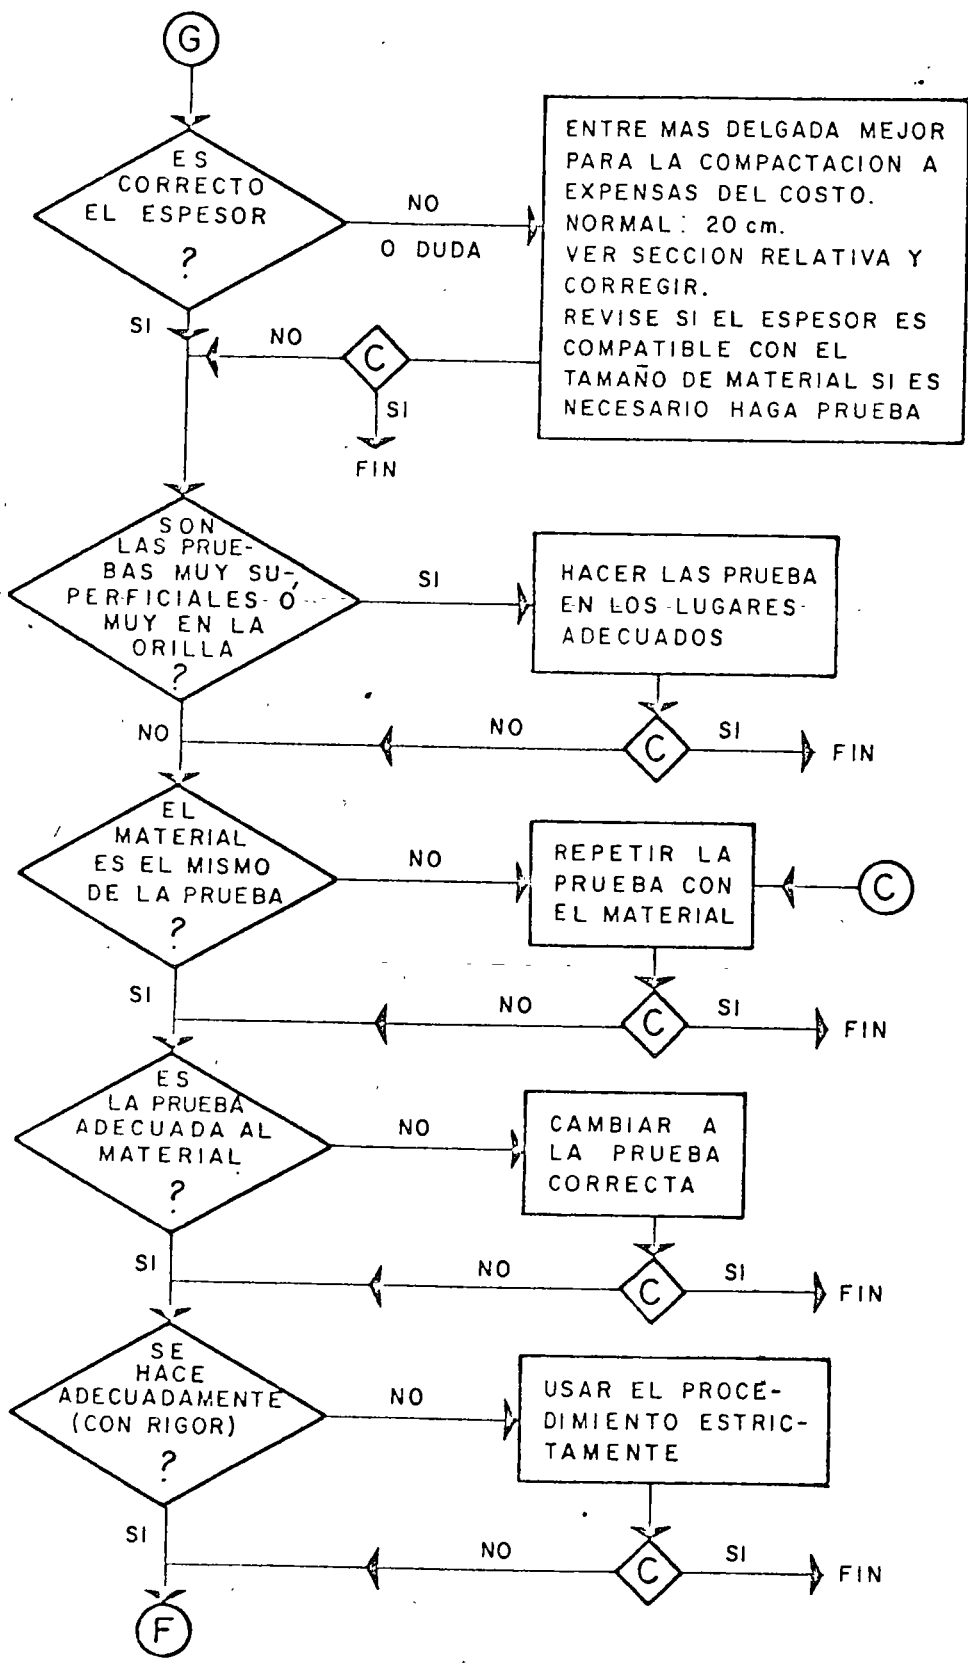 G
ES
CORRECTO
EL ESPESOR
?
NO
O DUDA
ENTRE MAS DELGADA MEJOR
PARA LA COMPACTACION A
EXPENSAS DEL COSTO.
NORMAL: 20 cm.
VER SECCION RELATIVA Y
CORREGIR.
REVISE SI EL ESPESOR ES
COMPATIBLE CON EL
TAMAÑO DE MATERIAL SI ES
NECESARIO HAGA PRUEBA
SI
NO
C
SI
FIN
SON
LAS PRUE-
BAS MUY SU-
PERFICIALES Ó
MUY EN LA
ORILLA
?
SI
HACER LAS PRUEBA
EN LOS LUGARES
ADECUADOS
NO
NO
C
SI
FIN
EL
MATERIAL
ES EL MISMO
DE LA PRUEBA
?
NO
REPETIR LA
PRUEBA CON
EL MATERIAL
C
SI
NO
C
SI
FIN
ES
LA PRUEBA
ADECUADA AL
MATERIAL
?
NO
CAMBIAR A
LA PRUEBA
CORRECTA
SI
NO
C
SI
FIN
SE
HACE
ADECUADAMENTE
(CON RIGOR)
?
NO
USAR EL PROCE-
DIMIENTO ESTRIC-
TAMENTE
SI
NO
C
SI
FIN
F